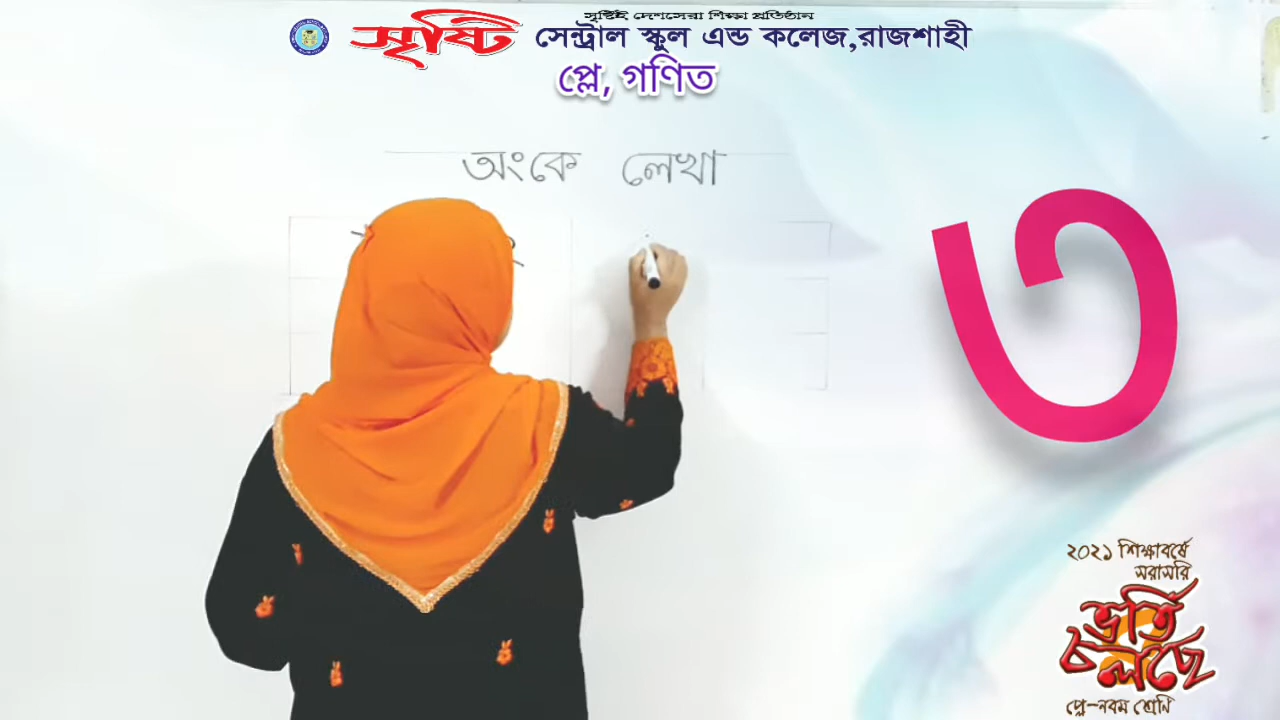 সৃষ্টিই দেশসেরা শিক্ষা প্রতিষ্ঠান
সৃষ্টি সেন্ট্রাল স্কুল এন্ড কলেজ,রাজশাহী
প্লে, গণিত
অংকে লেখা
৩
২০২১ শিক্ষাবর্ষে
সরাসরি
ভর্তি
চলছে
প্লে-নবম শ্রেণি